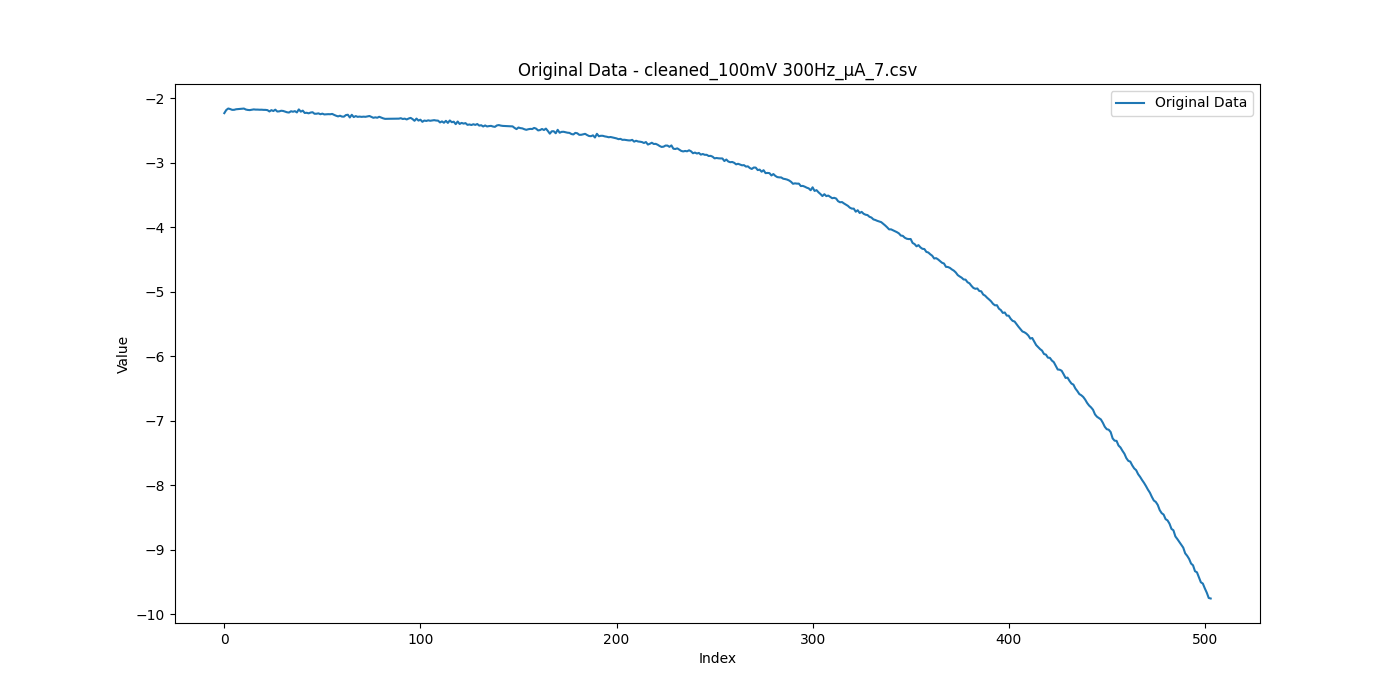 Original Data - cleaned_100mV 300Hz_µA_7.csv
Original Data
Value
−2
−3
−4
−5
−6
−7
−8
−9
−10
0 100 200 300 400 500
Index